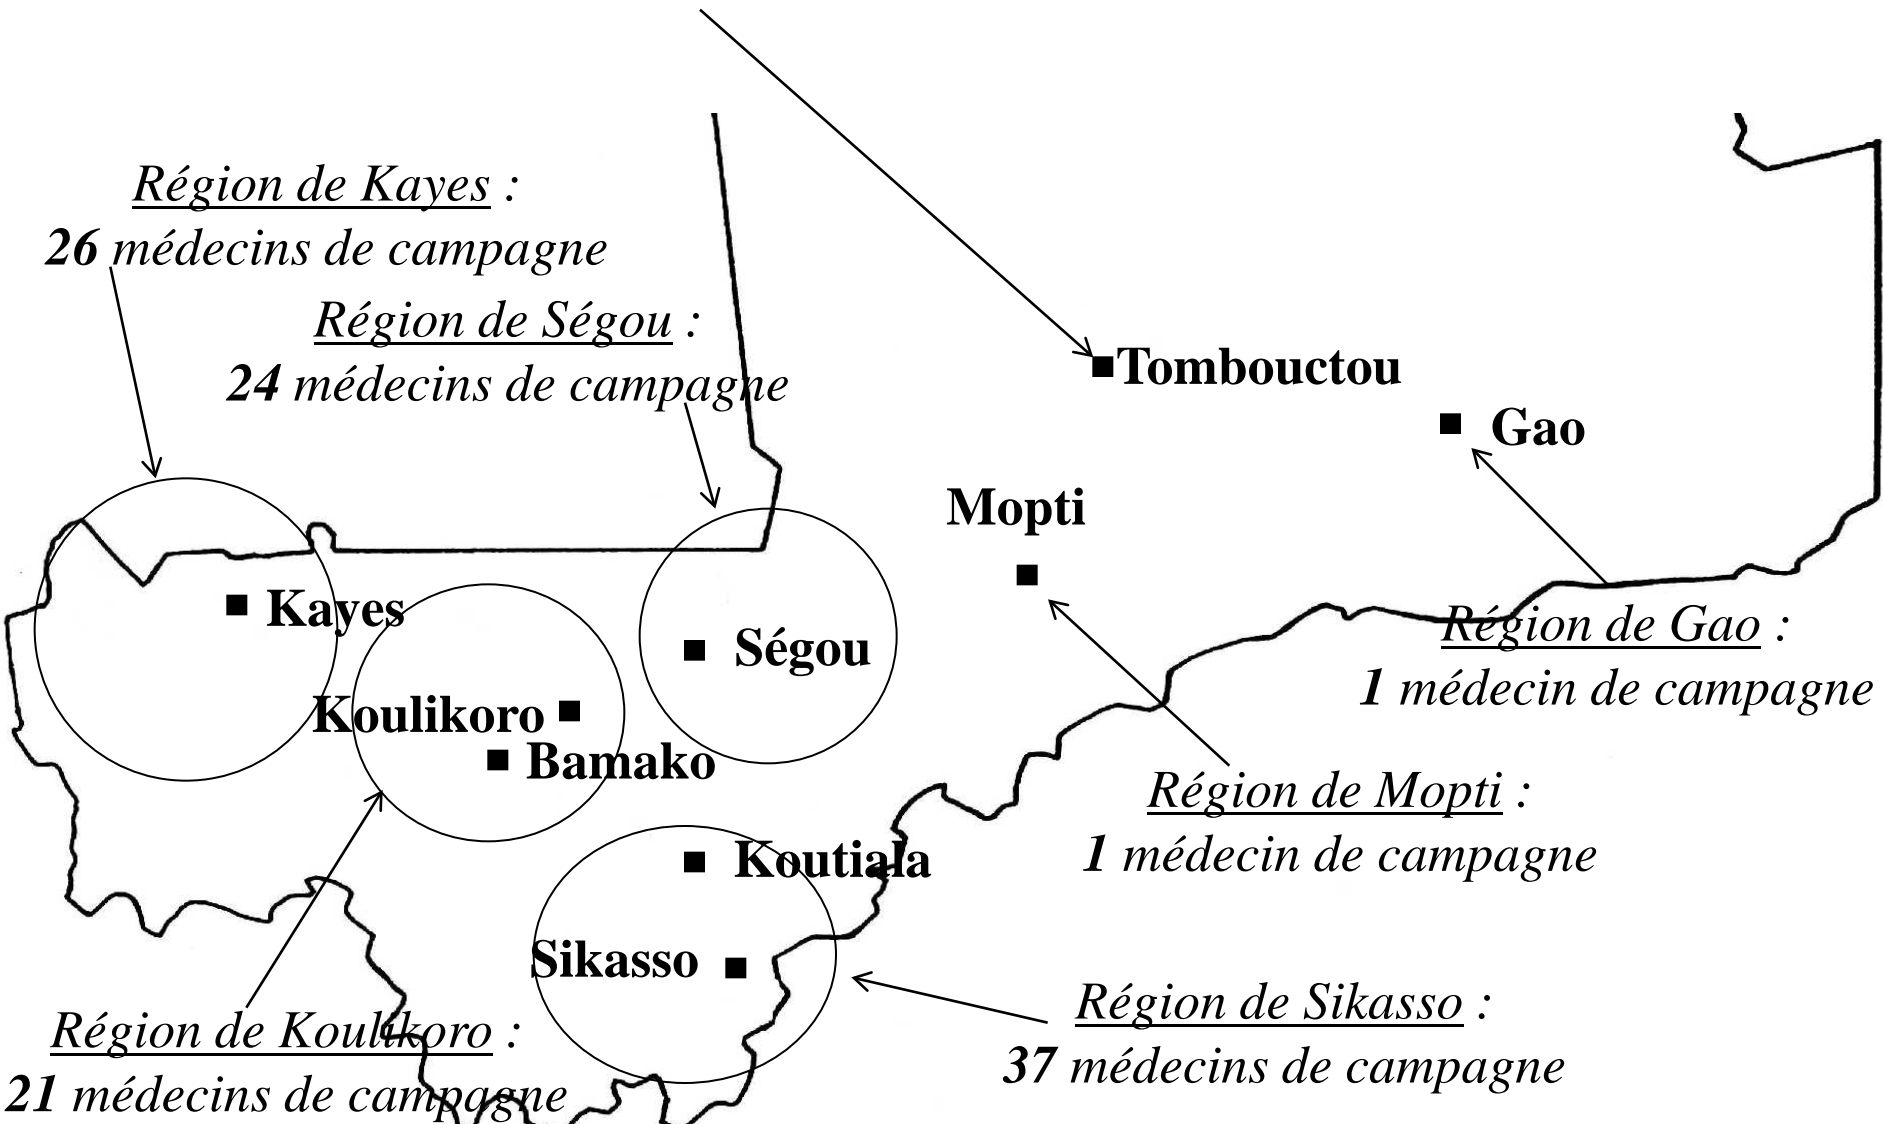 Région de Kayes :
26 médecins de campagne
Région de Ségou :
24 médecins de campagne
Tombouctou
Gao
Mopti
Kayes
Ségou
Koulikoro
Bamako
Région de Gao :
1 médecin de campagne
Région de Mopti :
1 médecin de campagne
Koutiala
Sikasso
Région de Sikasso :
37 médecins de campagne
Région de Koulikoro :
21 médecins de campagne